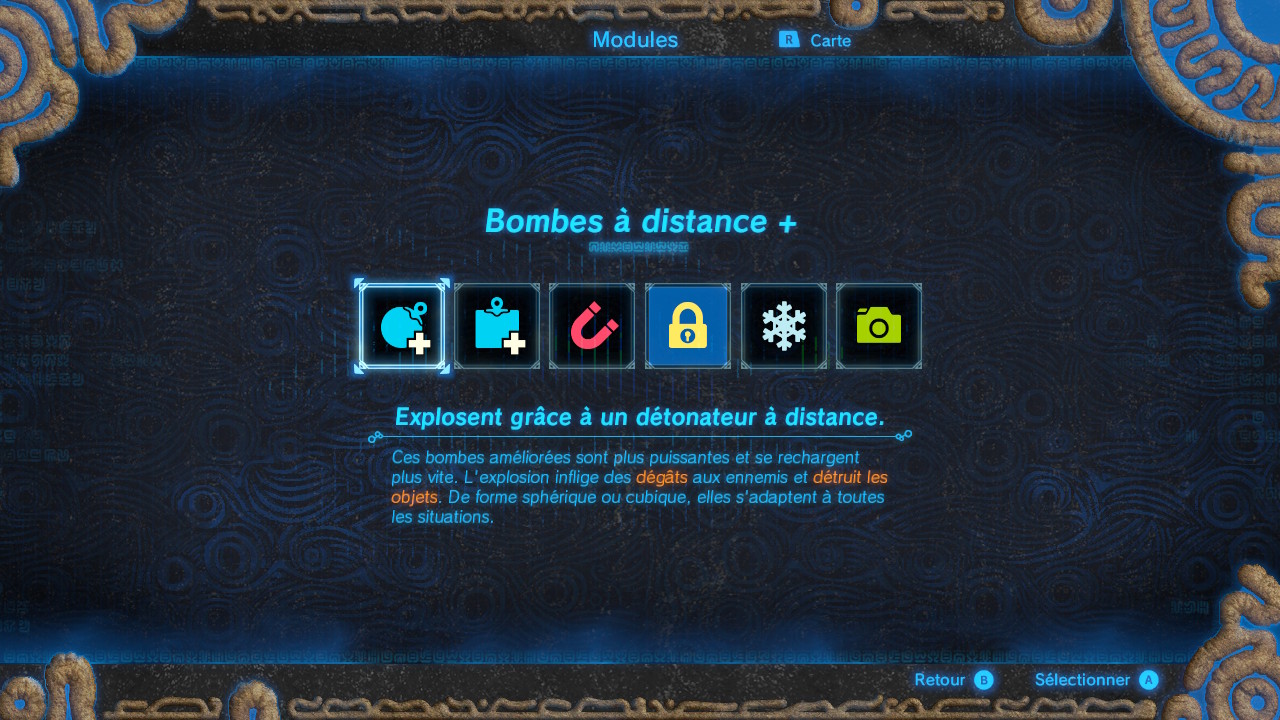 Modules
R Carte
Bombes à distance +
Explosent grâce à un détonateur à distance.
Ces bombes améliorées sont plus puissantes et se rechargent
plus vite. L'explosion inflige des dégâts aux ennemis et détruit les
objets. De forme sphérique ou cubique, elles s'adaptent à toutes
les situations.
Retour B Sélectionner A